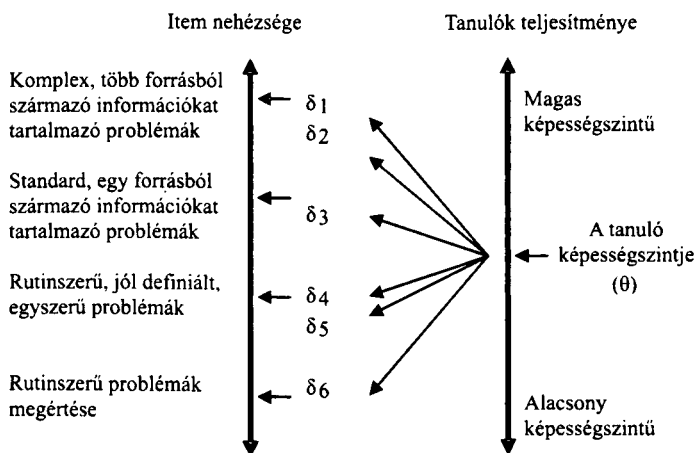 Item nehézsége
Tanulók teljesítménye
Komplex, több forrásból
származó információkat
tartalmazó problémák
Standard, egy forrásból
származó információkat
tartalmazó problémák
Rutinszerű, jól definiált,
egyszerű problémák
Rutinszerű problémák
megértése
δ1
δ2
δ3
δ4
δ5
δ6
Magas
képességszintű
A tanuló
képességszintje
(θ)
Alacsony
képességszintű